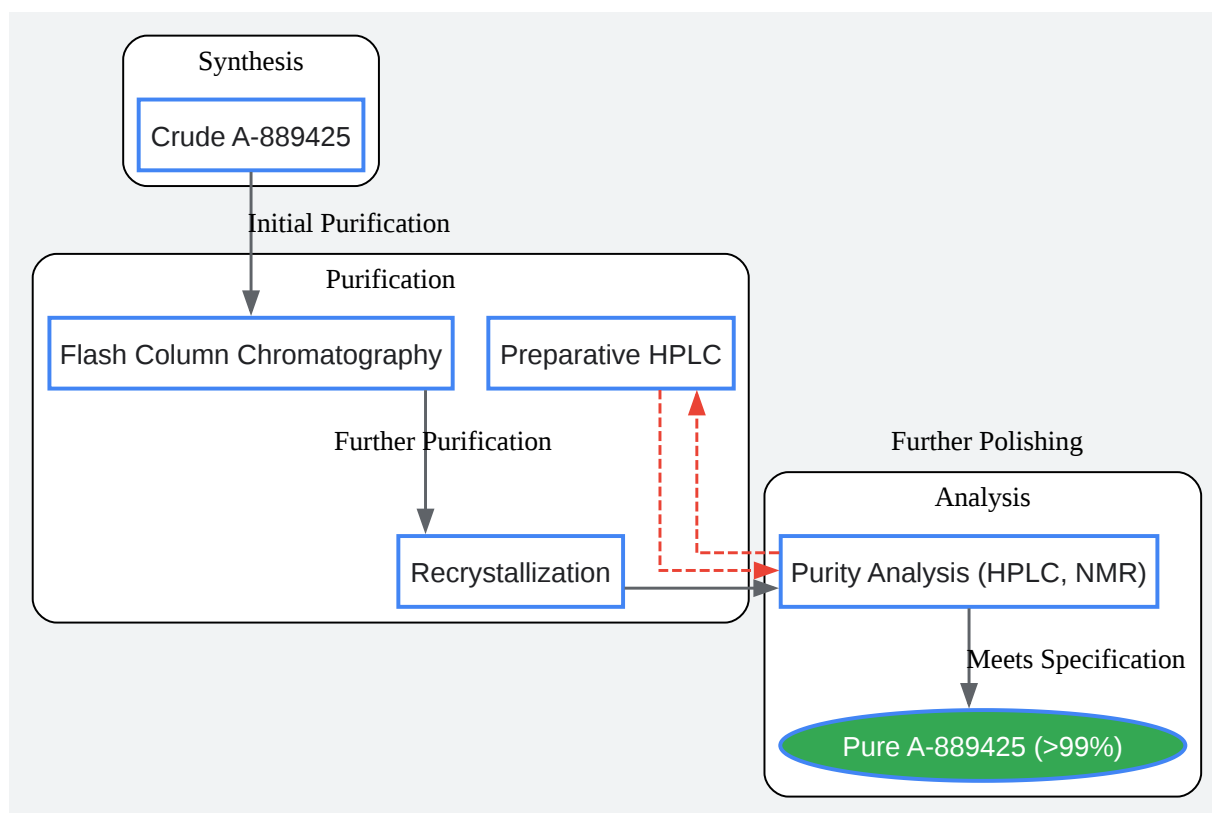 Synthesis
Crude A-889425
Initial Purification
Purification
Flash Column Chromatography
Preparative HPLC
Further Purification
Further Polishing
Analysis
Recrystallization
Purity Analysis (HPLC, NMR)
Meets Specification
Pure A-889425 (>99%)